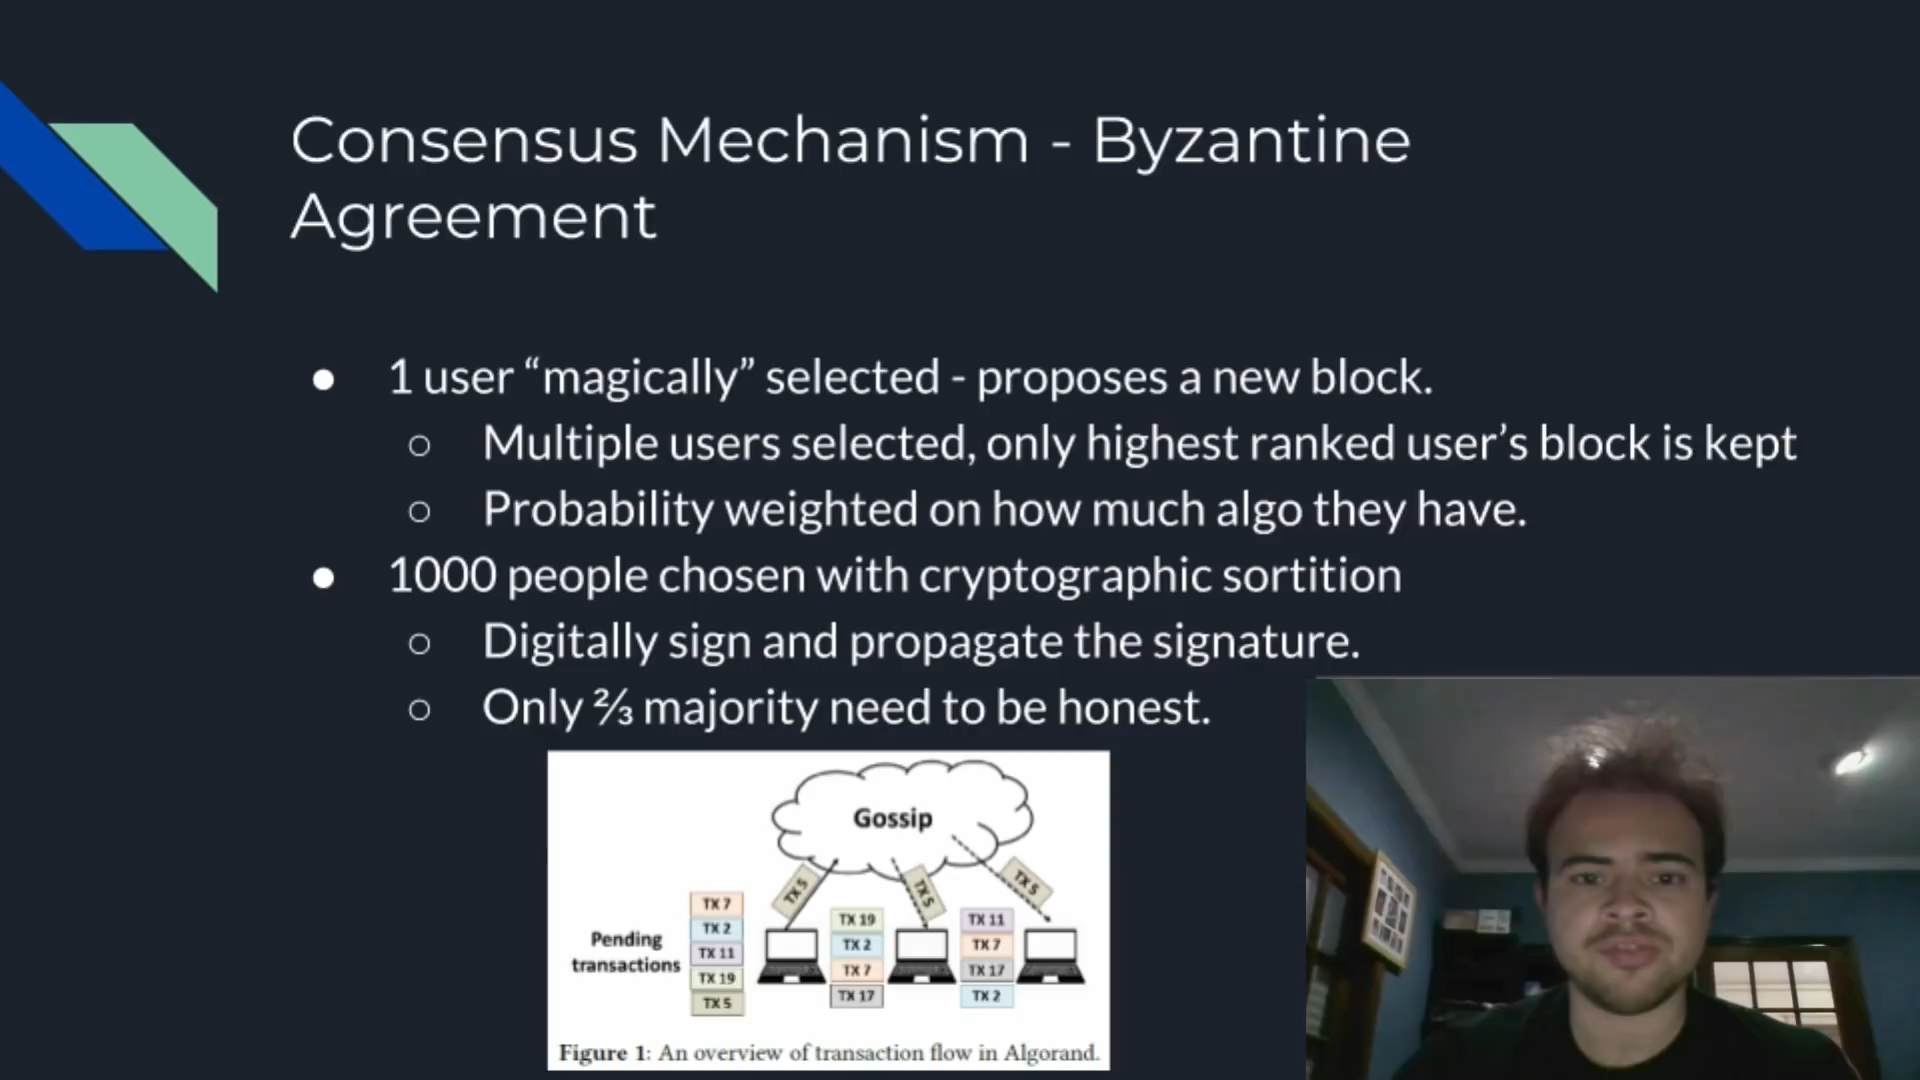 Consensus Mechanism - Byzantine
Agreement
● 1 user “magically” selected - proposes a new block.
○ Multiple users selected, only highest ranked user’s block is kept
○ Probability weighted on how much algo they have.
● 1000 people chosen with cryptographic sortition
○ Digitally sign and propagate the signature.
○ Only ⅔ majority need to be honest.
Gossip
TX 5
TX 5
TX 5
Pending
transactions
TX 7
TX 2
TX 11
TX 19
TX 5
TX 19
TX 2
TX 7
TX 17
TX 11
TX 7
TX 17
TX 2
Figure 1: An overview of transaction flow in Algorand.